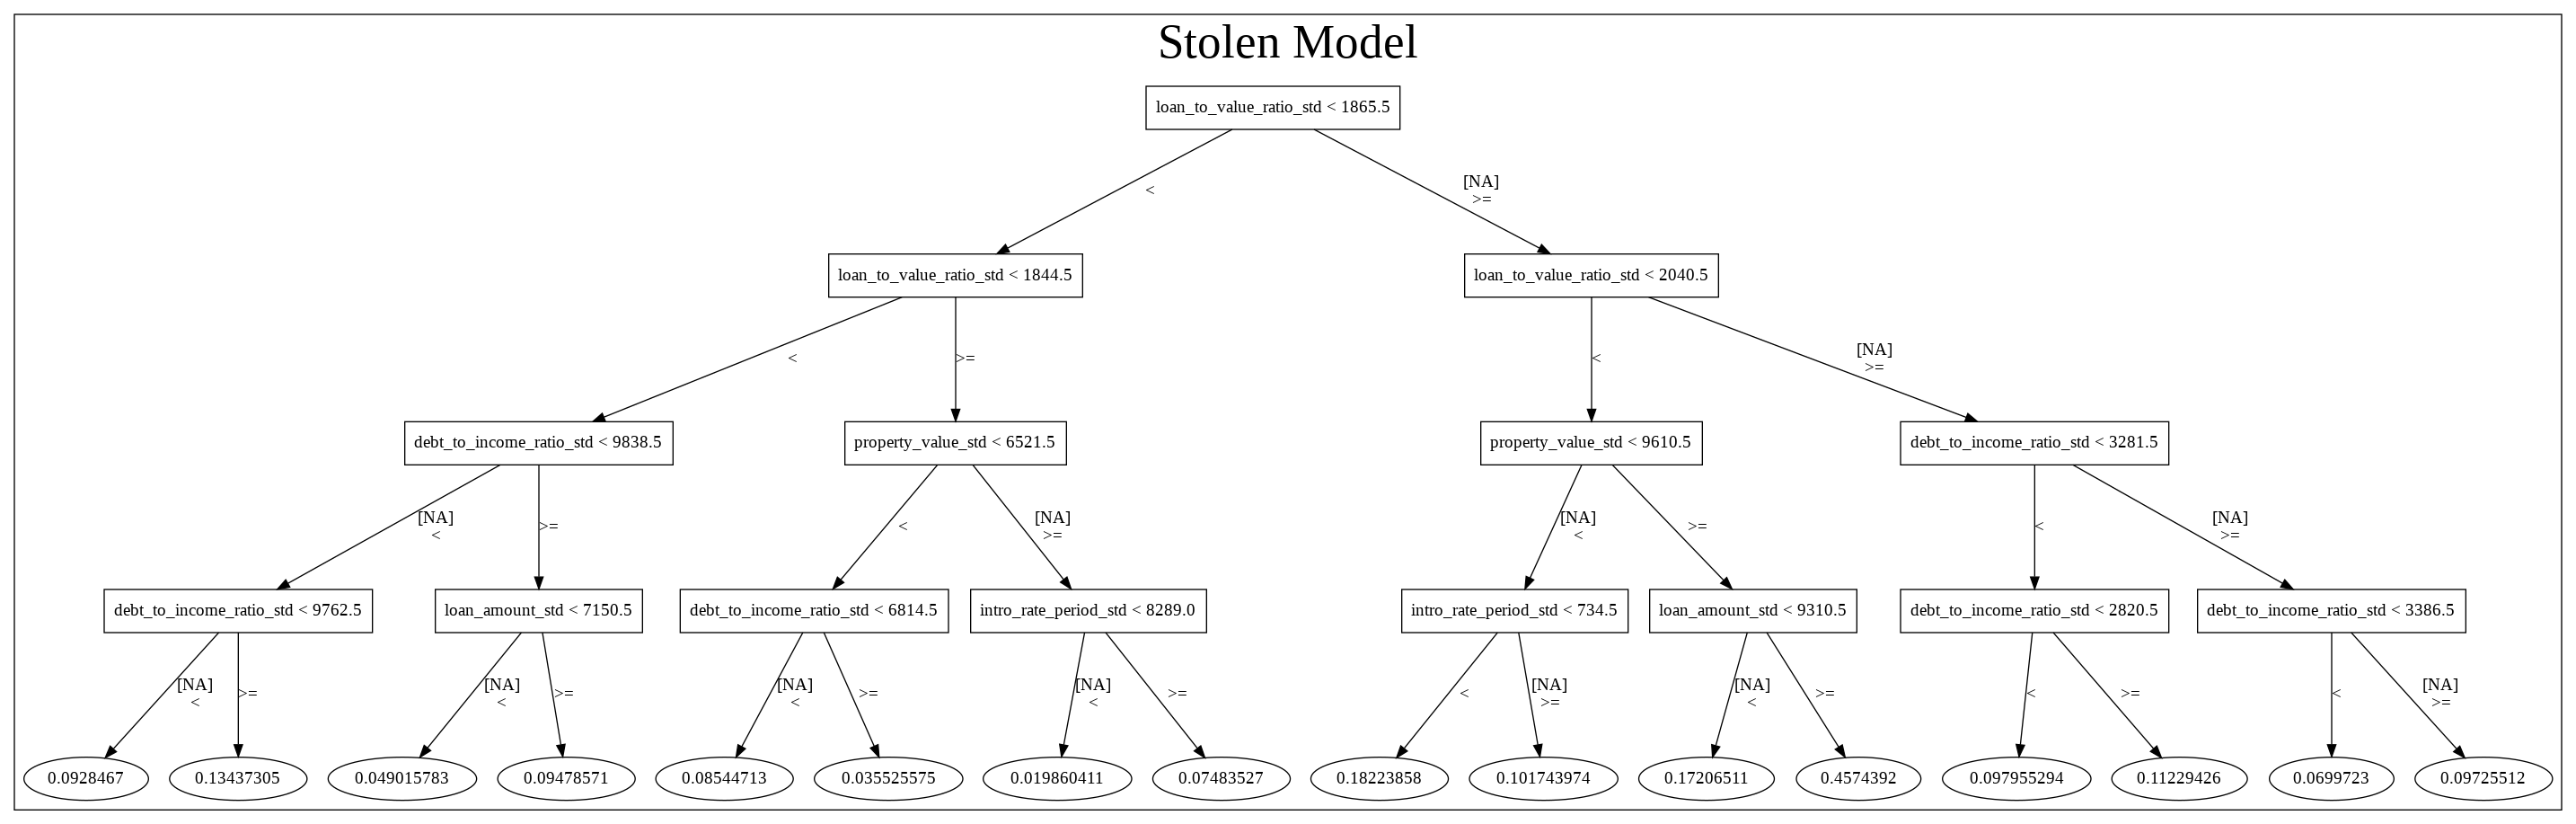 Stolen Model
loan_to_value_ratio_std < 1865.5
<
[NA]
>=
loan_to_value_ratio_std < 1844.5
loan_to_value_ratio_std < 2040.5
<
>=
<
[NA]
>=
debt_to_income_ratio_std < 9838.5
property_value_std < 6521.5
property_value_std < 9610.5
debt_to_income_ratio_std < 3281.5
[NA]
<
>=
<
[NA]
>=
[NA]
<
>=
<
[NA]
>=
debt_to_income_ratio_std < 9762.5
loan_amount_std < 7150.5
debt_to_income_ratio_std < 6814.5
intro_rate_period_std < 8289.0
intro_rate_period_std < 734.5
loan_amount_std < 9310.5
debt_to_income_ratio_std < 2820.5
debt_to_income_ratio_std < 3386.5
[NA]
<
>=
[NA]
<
>=
[NA]
<
>=
[NA]
<
>=
<
[NA]
>=
[NA]
<
>=
<
>=
<
[NA]
>=
0.0928467
0.13437305
0.049015783
0.09478571
0.08544713
0.035525575
0.019860411
0.07483527
0.18223858
0.101743974
0.17206511
0.4574392
0.097955294
0.11229426
0.0699723
0.09725512